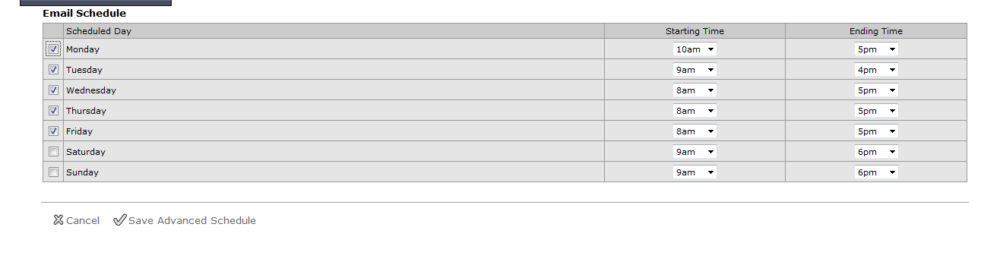 Email Schedule
Scheduled Day Starting Time Ending Time
Monday 10am 5pm
Tuesday 9am 4pm
Wednesday 8am 5pm
Thursday 8am 5pm
Friday 8am 5pm
Saturday 9am 6pm
Sunday 9am 6pm
Cancel Save Advanced Schedule